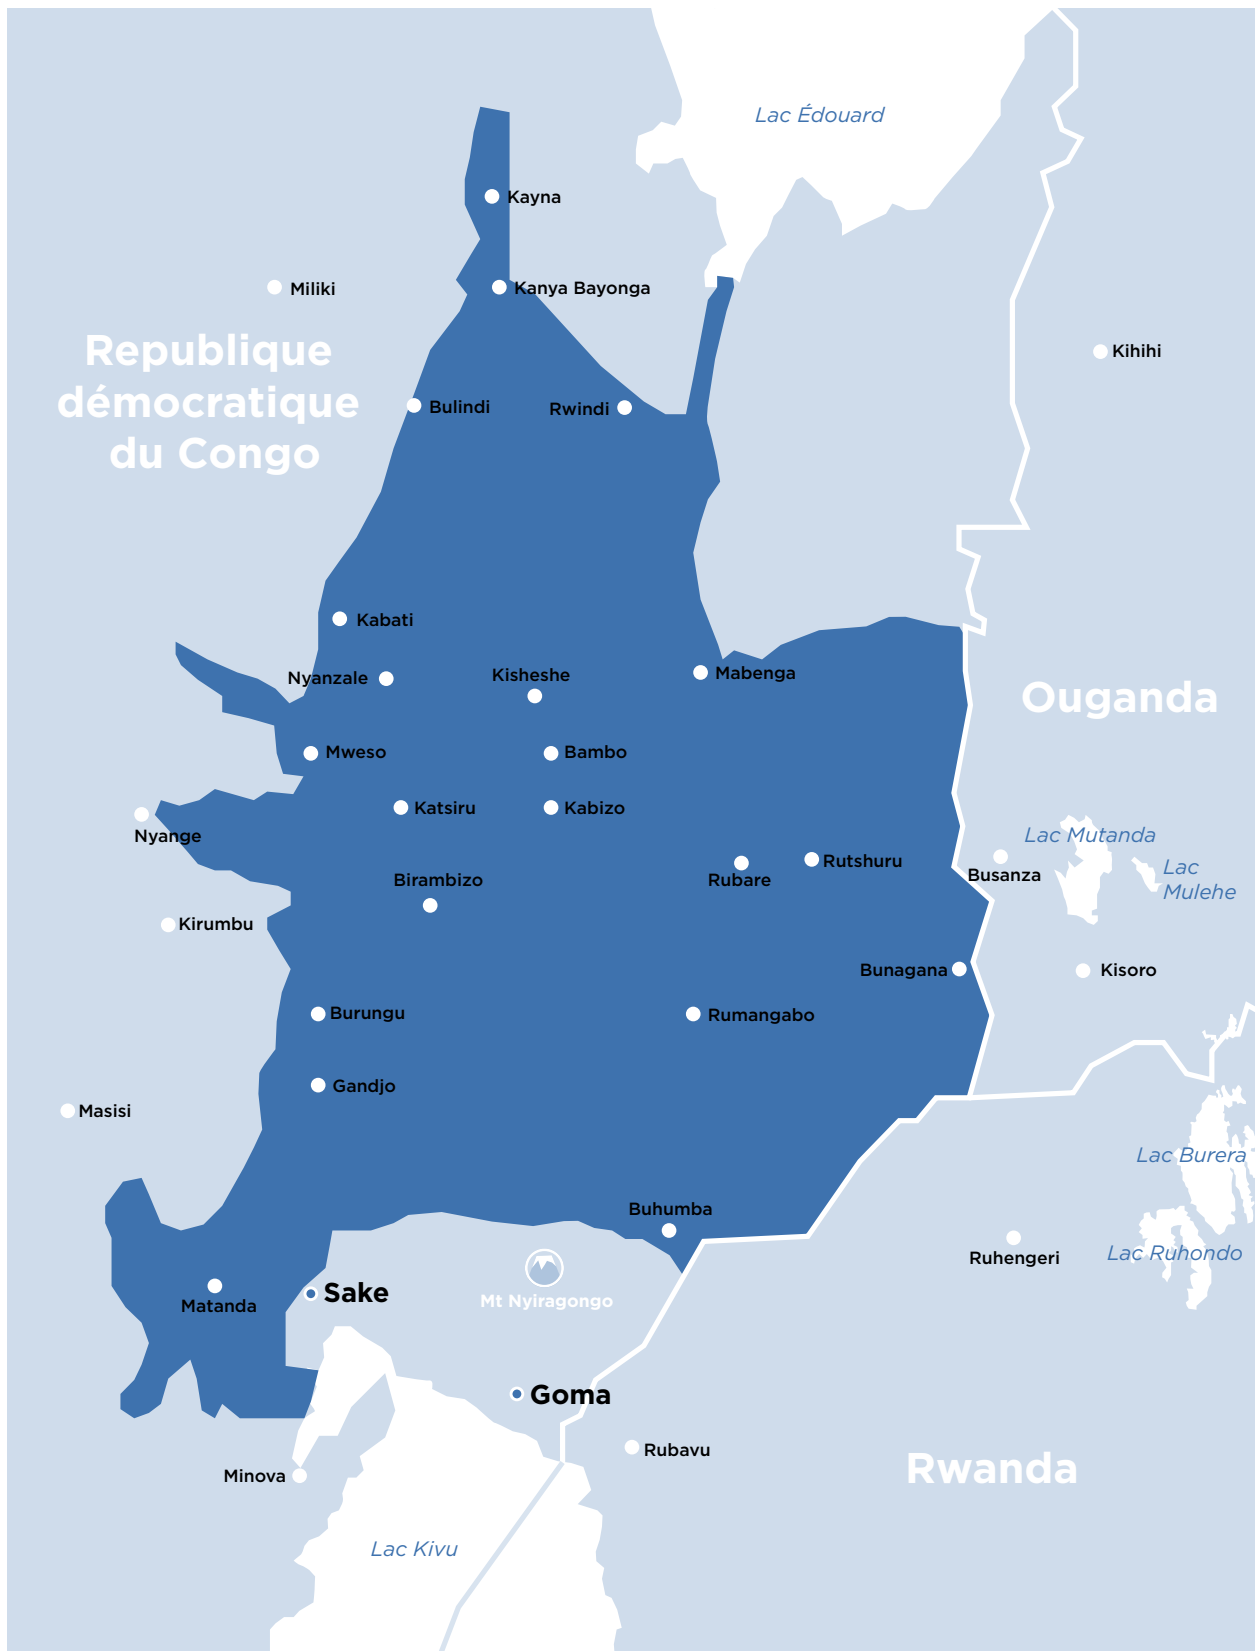 Lac Édouard
Kayna
Miliki
Kanya Bayonga
Republique
démocratique
du Congo
Kihihi
Bulindi
Rwindi
Kabati
Nyanzale
Kisheshe
Mabenga
Ouganda
Mweso
Bambo
Katsiru
Kabizo
Nyange
Lac Mutanda
Birambizo
Rubare
Rutshuru
Busanza
Lac
Mulehe
Kirumbu
Bunagana
Kisoro
Burungu
Rumangabo
Gandjo
Masisi
Lac Burera
Buhumba
Ruhengeri
Lac Ruhondo
Matanda
Sake
Mt Nyiragongo
Goma
Rubavu
Rwanda
Minova
Lac Kivu